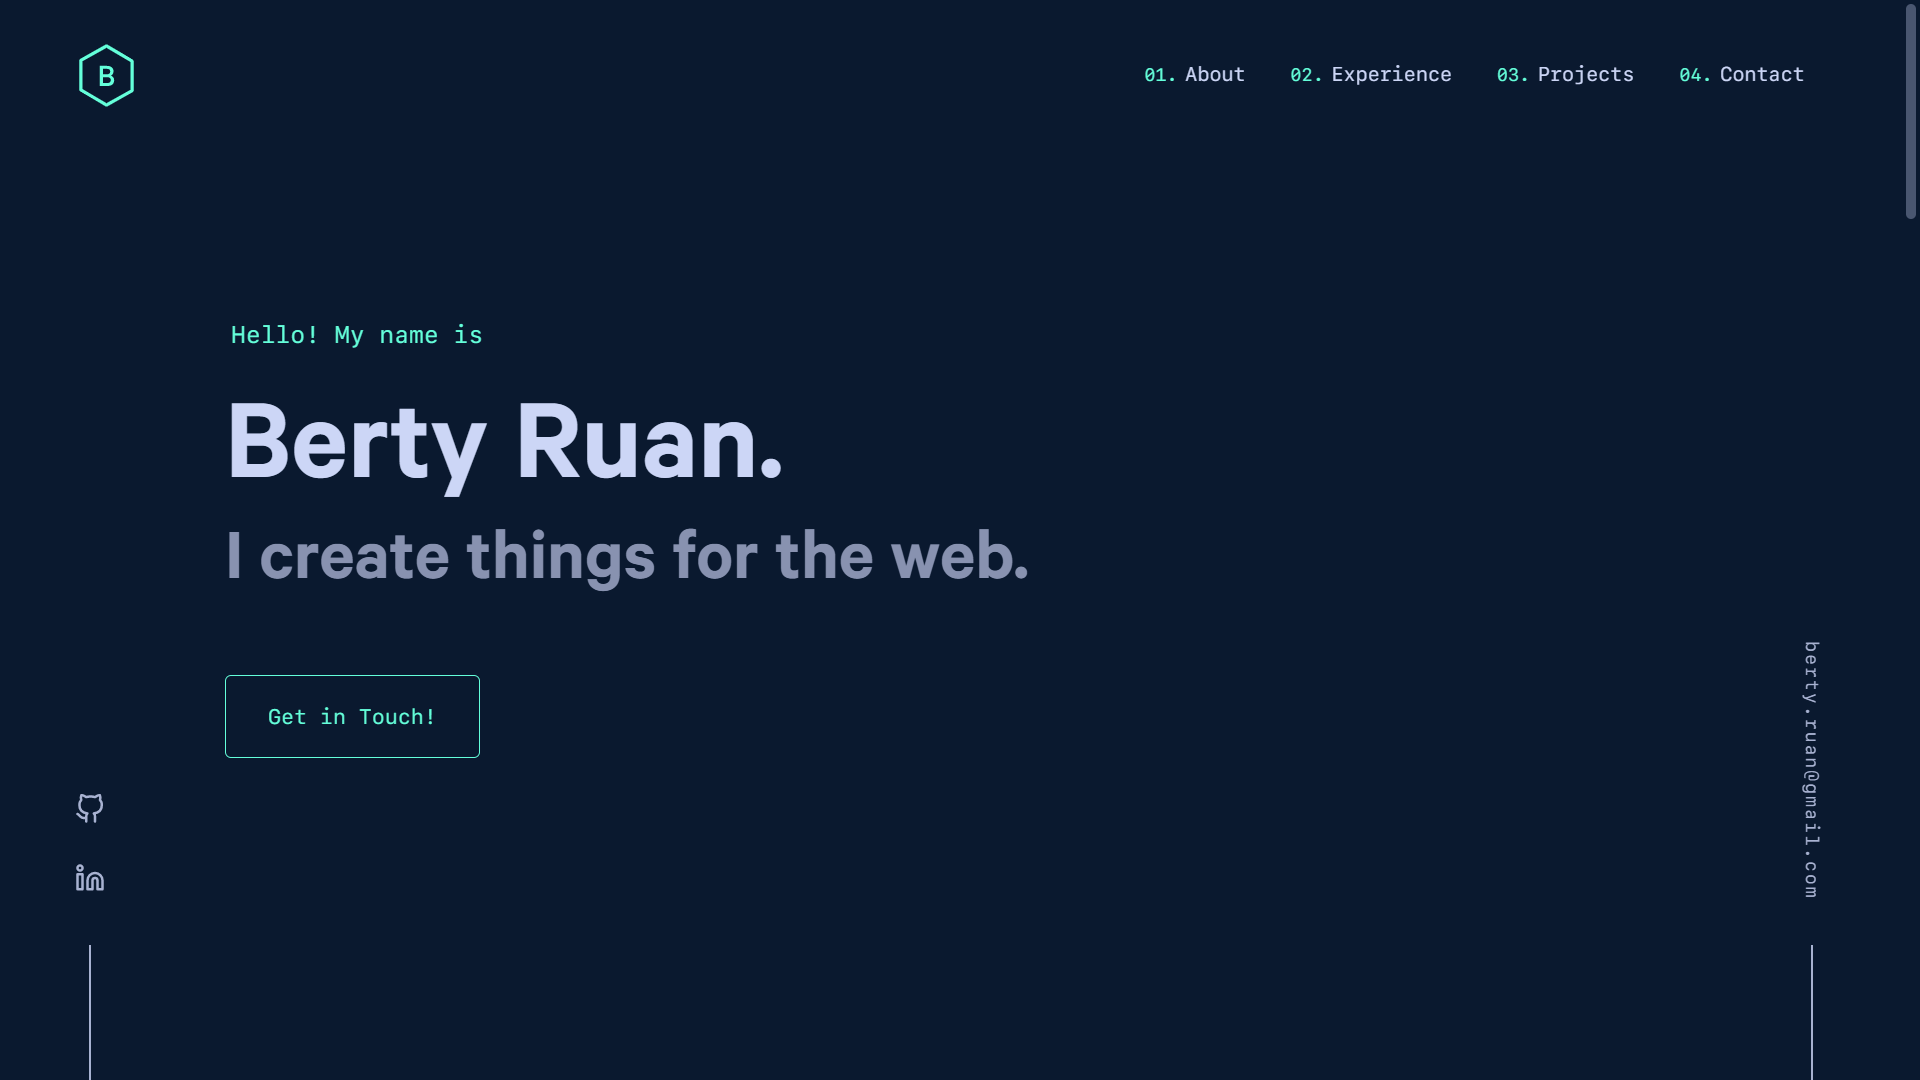 B
01. About
02. Experience
03. Projects
04. Contact
Hello! My name is
Berty Ruan.
I create things for the web.
Get in Touch!
berty.ruan@gmail.com